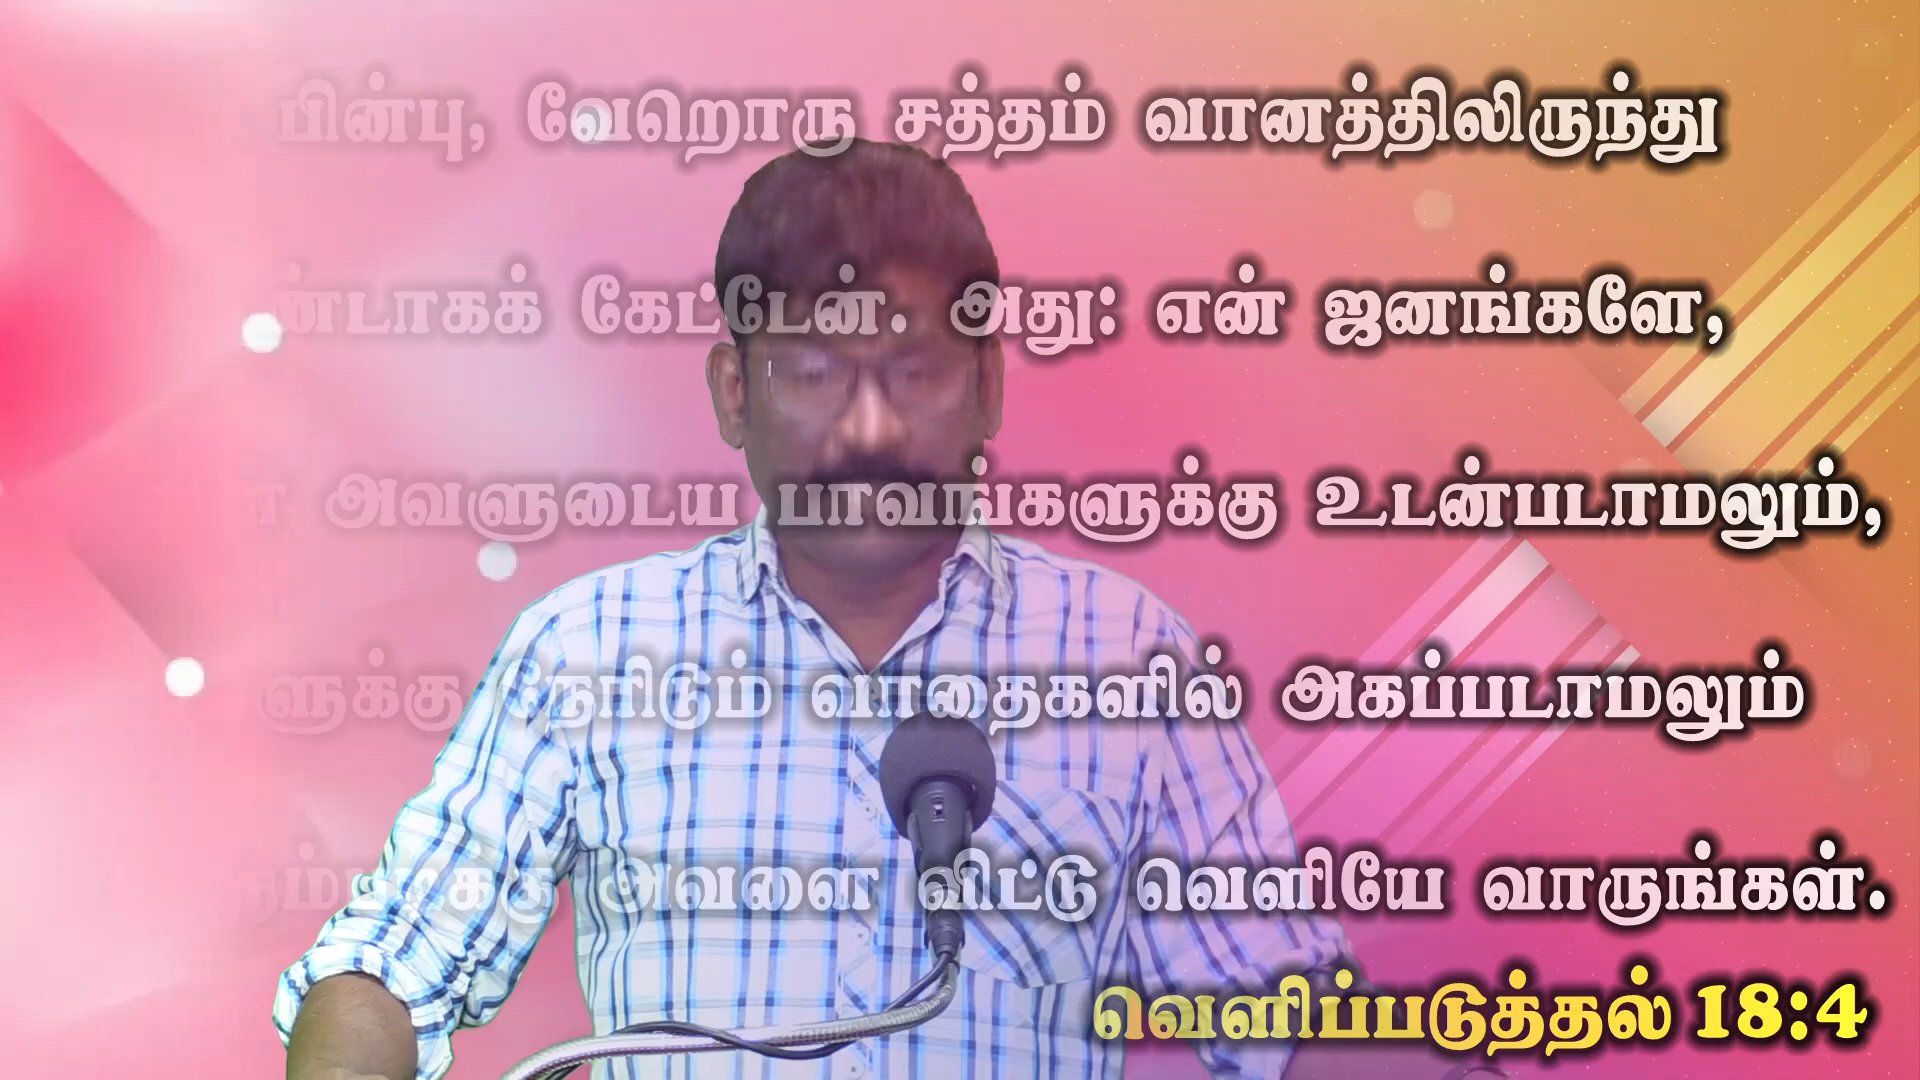 பின்பு, வேறொரு சத்தம் வானத்திலிருந்து
கேட்டேன். அது: என் ஜனங்களே,
அவளுடைய பாவங்களுக்கு உடன்படாமலும்,
நேரிடும் வாதைகளில் அகப்படாமலும்
அவளை விட்டு வெளியே வாருங்கள்.
வெளிப்படுத்தல் 18:4